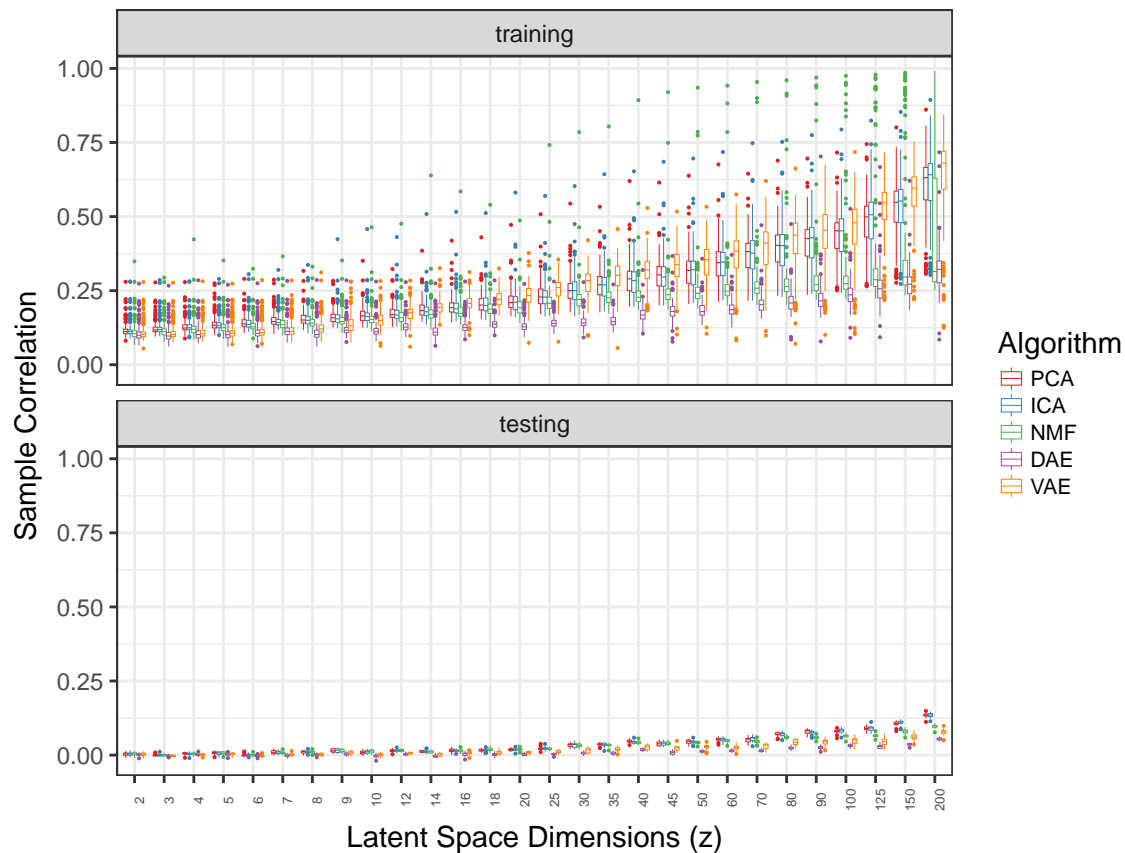 training
1.00
0.75
0.50
0.25
0.00
testing
1.00
0.75
0.50
0.25
0.00
Sample Correlation
2 3 4 5 6 7 8 9 10 12 14 16 18 20 25 30 35 40 45 50 60 70 80 90 100 125 150 200
Latent Space Dimensions (z)
Algorithm
PCA
ICA
NMF
DAE
VAE